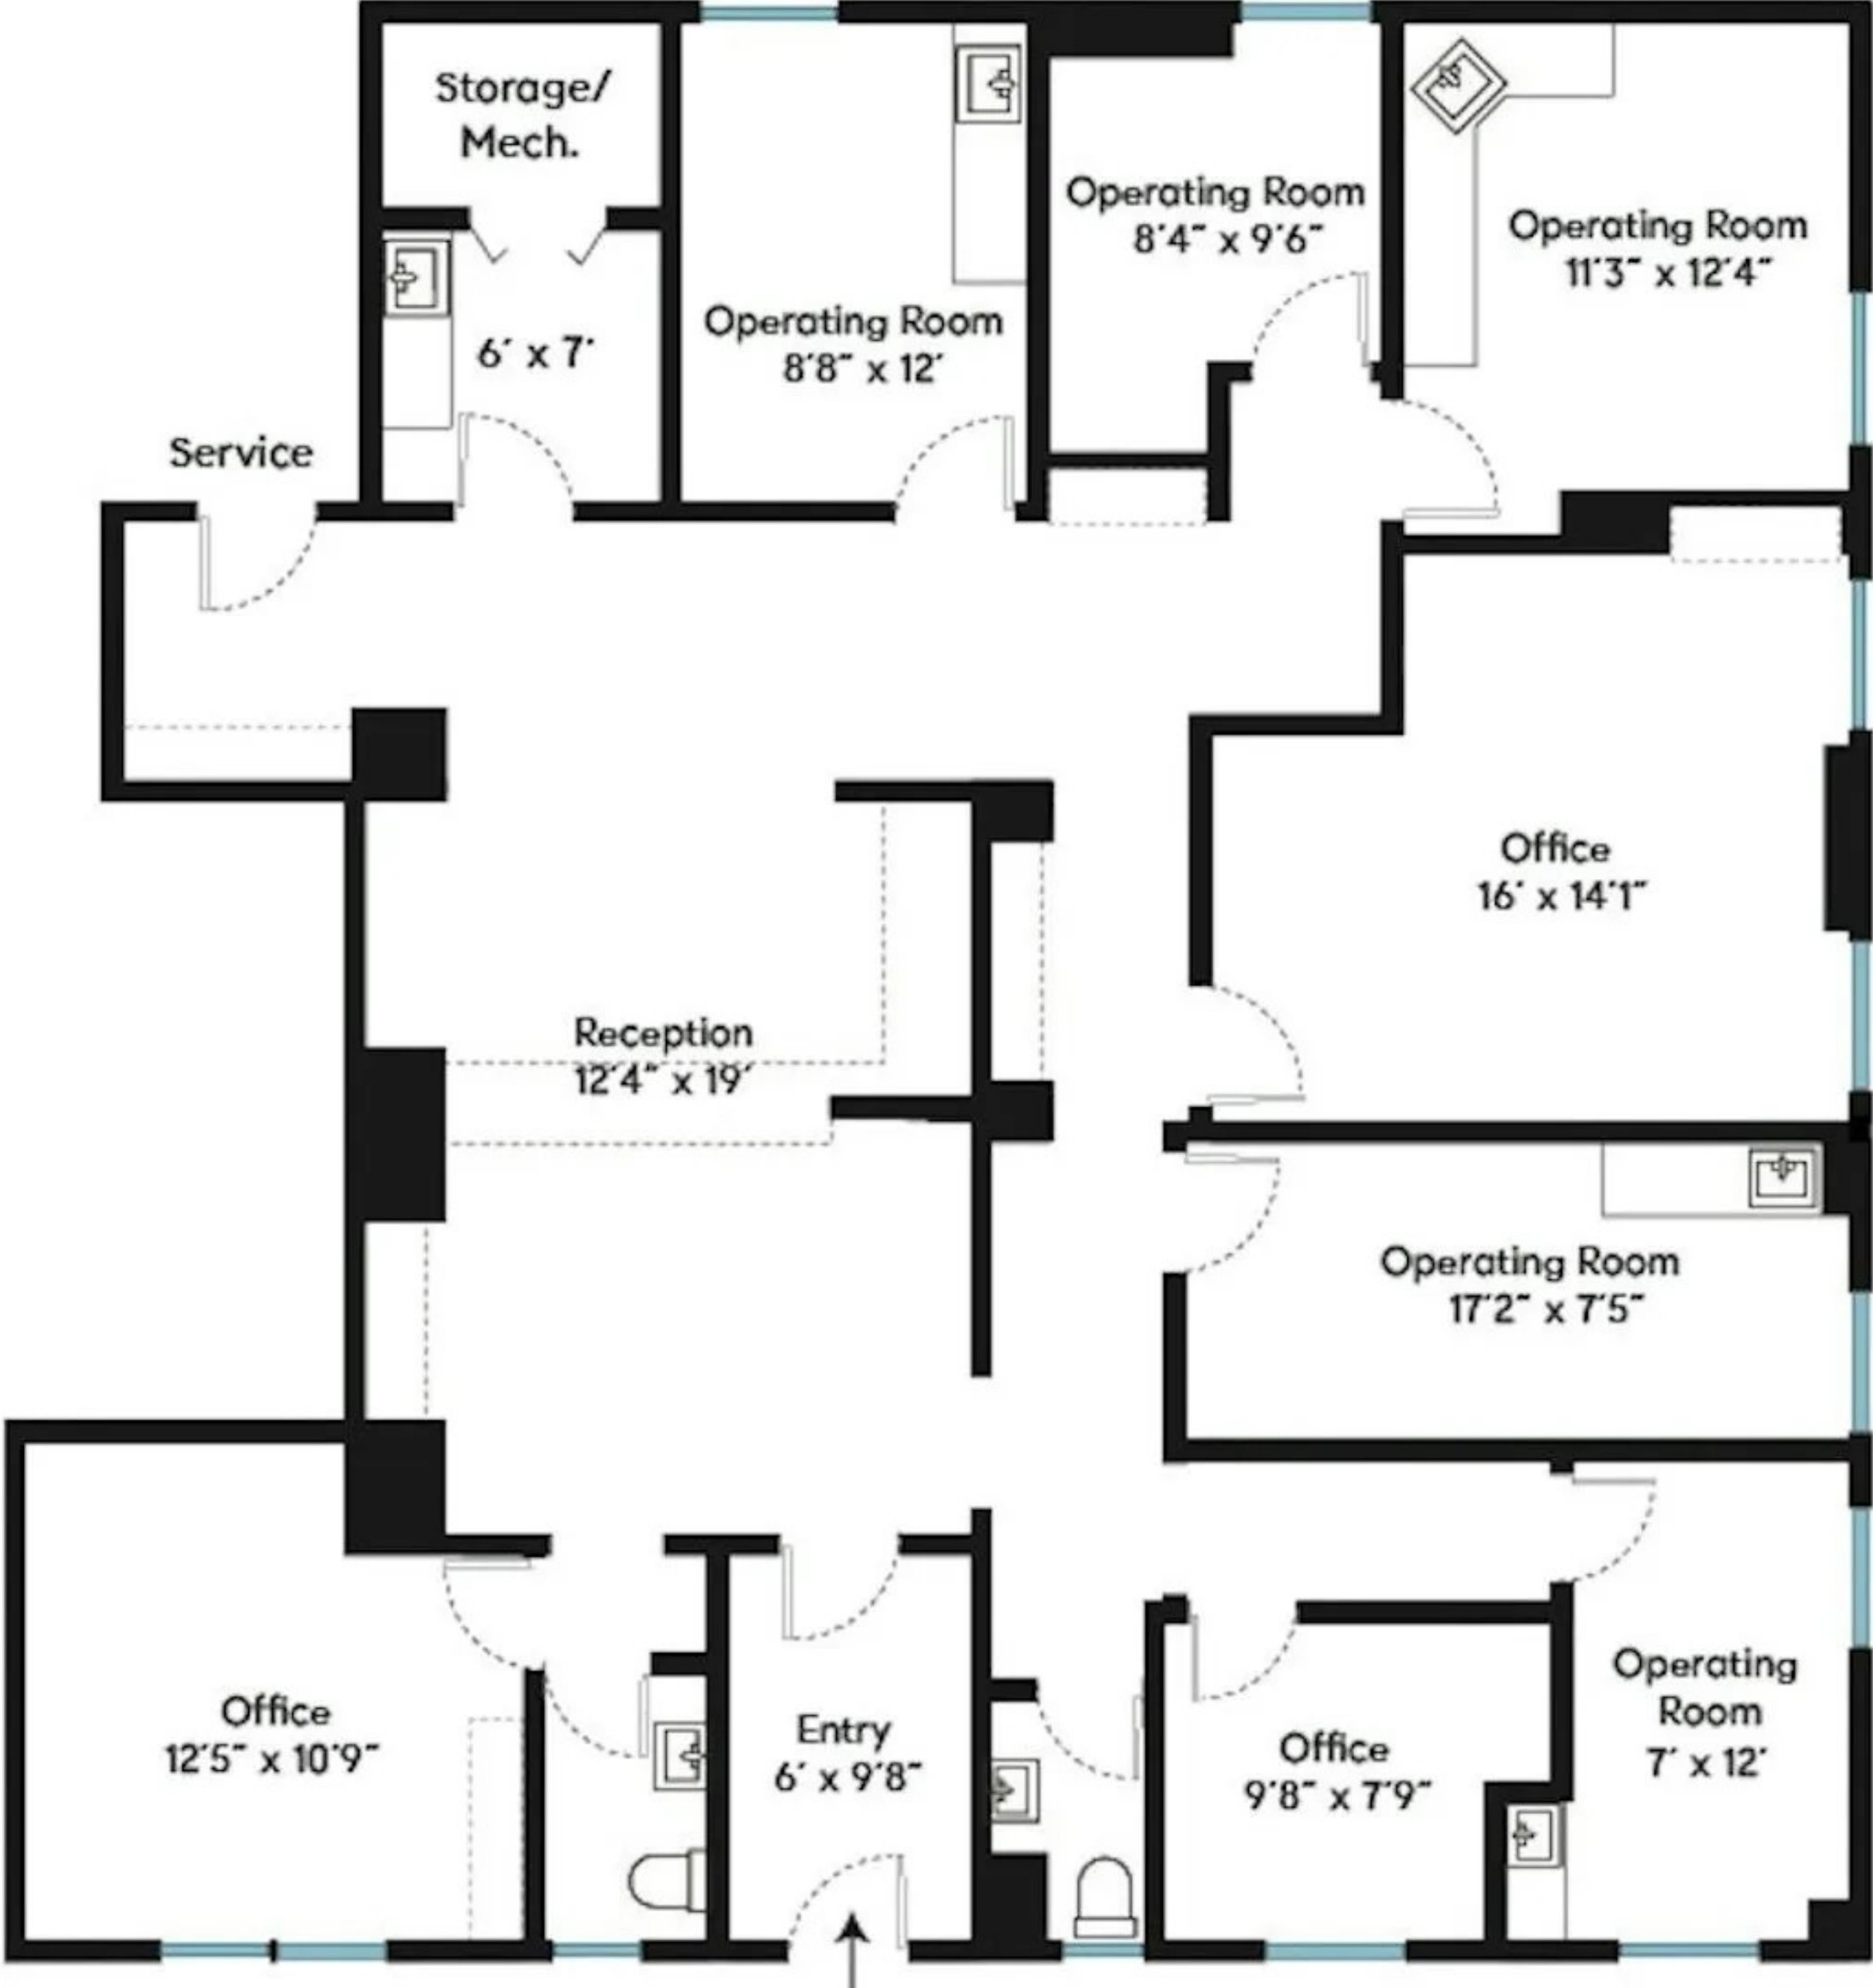 Storage/
Mech.
6´ x 7´
Operating Room
8´8˝ x 12´
Operating Room
8´4˝ x 9´6˝
Operating Room
11´3˝ x 12´4˝
Service
Office
16´ x 14´1˝
Reception
12´4˝ x 19´
Operating Room
17´2˝ x 7´5˝
Office
12´5˝ x 10´9˝
Entry
6´ x 9´8˝
Office
9´8˝ x 7´9˝
Operating
Room
7´ x 12´